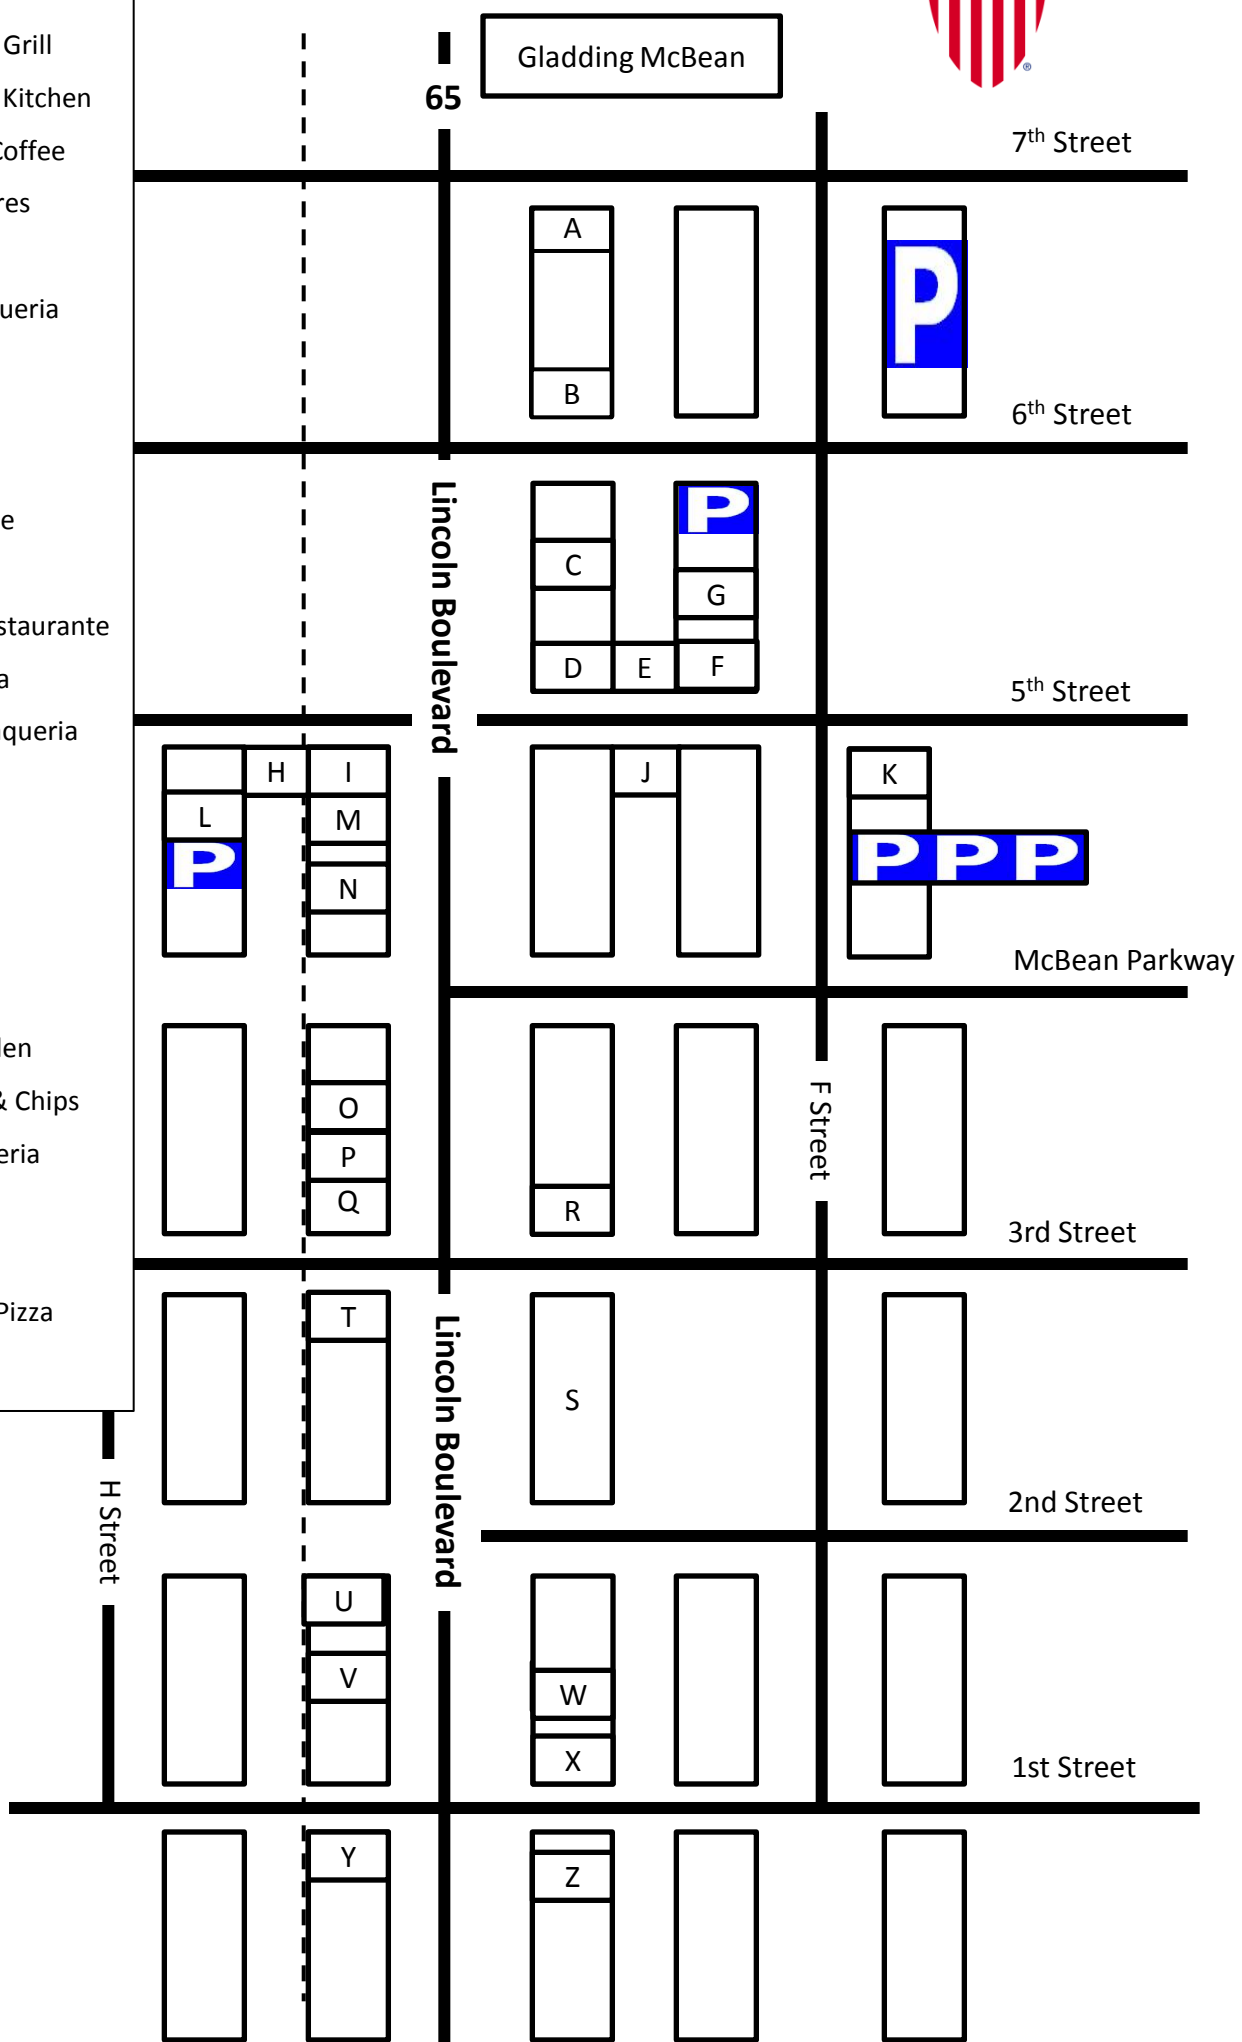 Grill
Kitchen
Coffee
res
ueria
e
staurante
a
queria
len
& Chips
eria
Pizza
®
Gladding McBean
65
7th Street
A
P
B
6th Street
Lincoln Boulevard
P
C
G
D E F
5th Street
H I J K
L M
P P P P
N
McBean Parkway
O
F Street
P
Q R
3rd Street
T
Lincoln Boulevard
S
H Street
2nd Street
U
V W
X
1st Street
Y Z